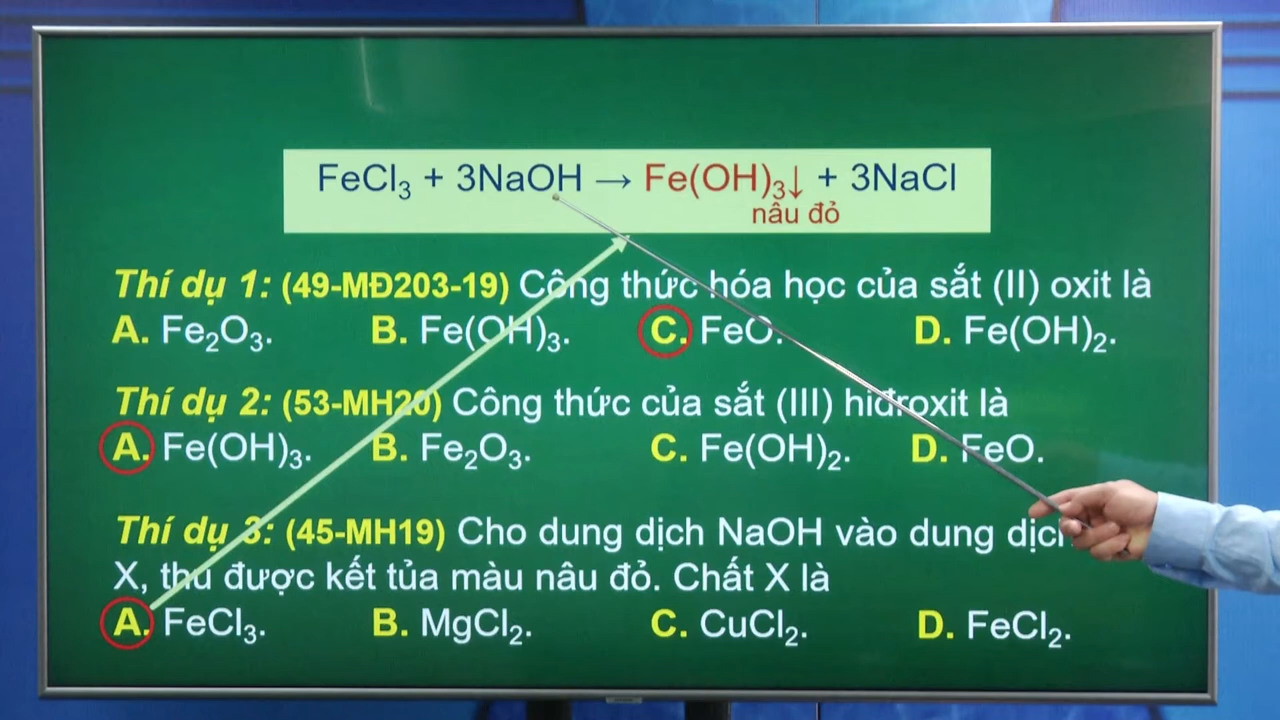 FeCl₃ + 3NaOH → Fe(OH)₃↓ + 3NaCl
nâu đỏ
Thí dụ 1: (49-MĐ203-19) Công thức hóa học của sắt (II) oxit là
A. Fe₂O₃. B. Fe(OH)₃. C. FeO. D. Fe(OH)₂.
Thí dụ 2: (53-MH20) Công thức của sắt (III) hiđroxit là
A. Fe(OH)₃. B. Fe₂O₃. C. Fe(OH)₂. D. FeO.
Thí dụ 3: (45-MH19) Cho dung dịch NaOH vào dung dịch
X, thu được kết tủa màu nâu đỏ. Chất X là
A. FeCl₃. B. MgCl₂. C. CuCl₂. D. FeCl₂.